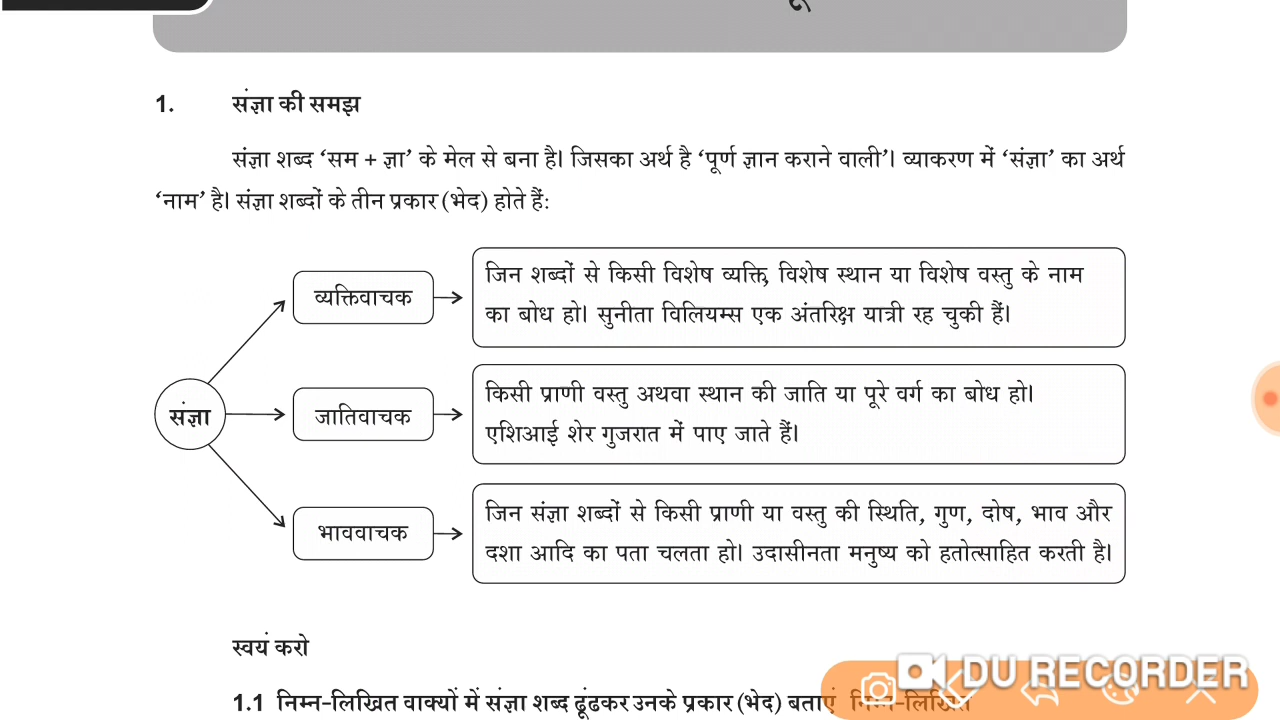 1. संज्ञा की समझ
संज्ञा शब्द ‘सम + ज्ञा’ के मेल से बना है। जिसका अर्थ है ‘पूर्ण ज्ञान कराने वाली’। व्याकरण में ‘संज्ञा’ का अर्थ
‘नाम’ है। संज्ञा शब्दों के तीन प्रकार (भेद) होते हैं:
व्यक्तिवाचक
जिन शब्दों से किसी विशेष व्यक्ति, विशेष स्थान या विशेष वस्तु के नाम
का बोध हो। सुनीता विलियम्स एक अंतरिक्ष यात्री रह चुकी हैं।
संज्ञा
जातिवाचक
किसी प्राणी वस्तु अथवा स्थान की जाति या पूरे वर्ग का बोध हो।
एशिआई शेर गुजरात में पाए जाते हैं।
भाववाचक
जिन संज्ञा शब्दों से किसी प्राणी या वस्तु की स्थिति, गुण, दोष, भाव और
दशा आदि का पता चलता हो। उदासीनता मनुष्य को हतोत्साहित करती है।
स्वयं करो
DU RECORDER
1.1 निम्न-लिखित वाक्यों में संज्ञा शब्द ढूंढकर उनके प्रकार (भेद) बताएं निम्न-लिखित